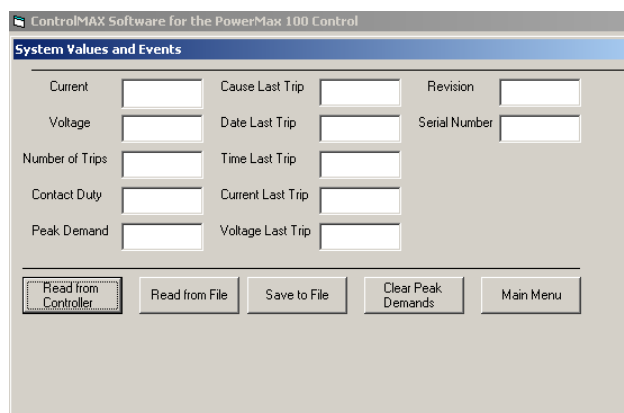 ControlMAX Software for the PowerMax 100 Control
System Values and Events
Current Cause Last Trip Revision
Voltage Date Last Trip Serial Number
Number of Trips Time Last Trip
Contact Duty Current Last Trip
Peak Demand Voltage Last Trip
Read from Controller Read from File Save to File Clear Peak Demands Main Menu